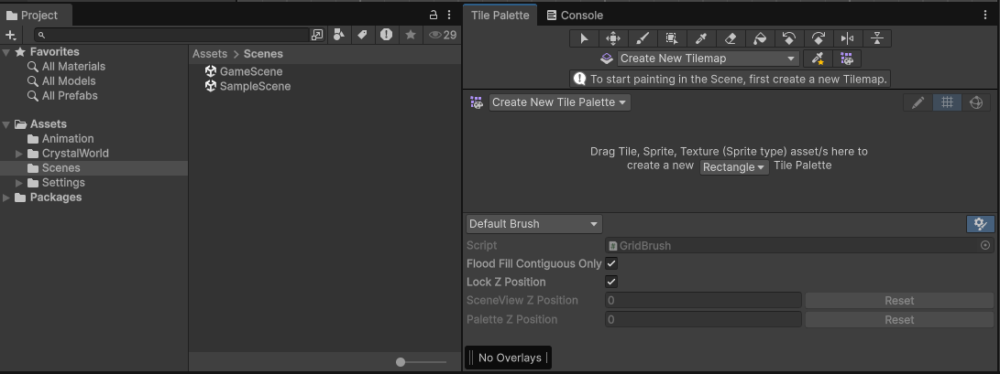 Project
29
Favorites
All Materials
All Models
All Prefabs
Assets
Animation
CrystalWorld
Scenes
Settings
Packages
Assets > Scenes
GameScene
SampleScene
Tile Palette
Console
Create New Tilemap
To start painting in the Scene, first create a new Tilemap.
Create New Tile Palette
Drag Tile, Sprite, Texture (Sprite type) asset/s here to
create a new Rectangle Tile Palette
Default Brush
Script GridBrush
Flood Fill Contiguous Only
Lock Z Position
SceneView Z Position 0 Reset
Palette Z Position 0 Reset
No Overlays